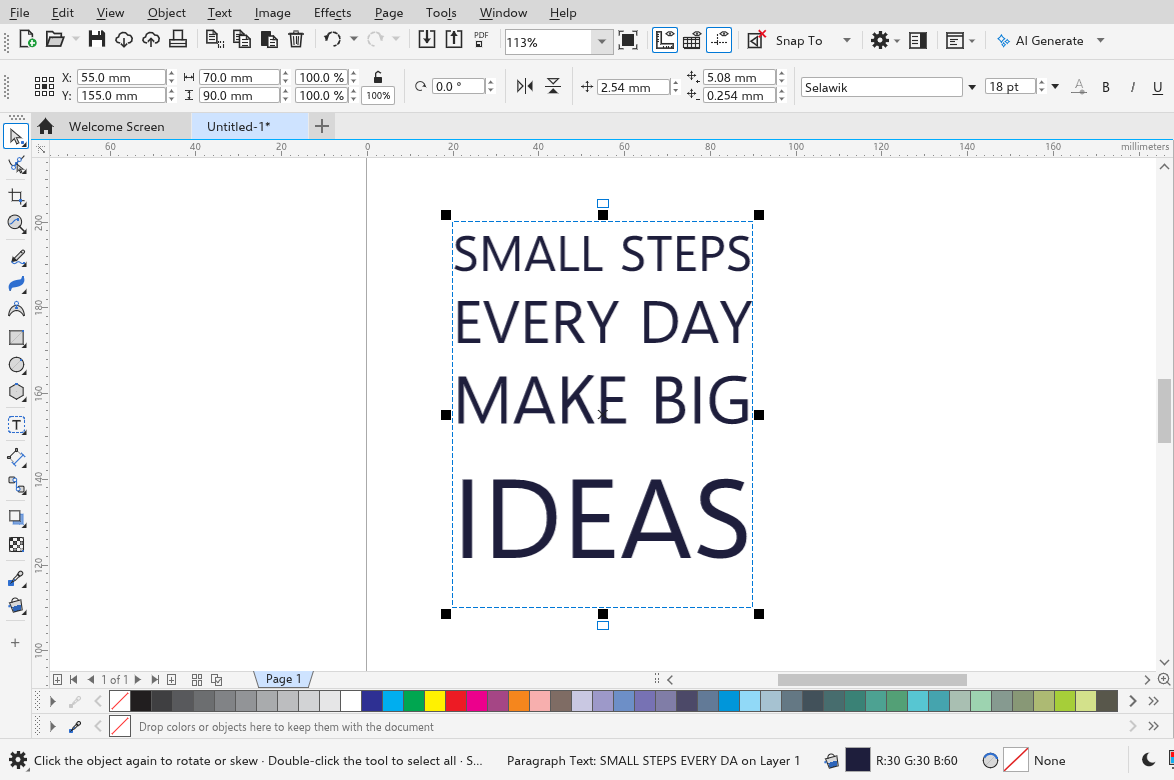 File Edit View Object Text Image Effects Page Tools Window Help
PDF 113% Snap To AI Generate
X: 55.0 mm 70.0 mm 100.0 % 0.0 ° 2.54 mm 5.08 mm Selawik 18 pt A B I U
Y: 155.0 mm 90.0 mm 100.0 % 100% 0.254 mm
Welcome Screen Untitled-1*
60 40 20 0 20 40 60 80 100 120 140 160 millimeters
200
180
160
140
120
100
SMALL STEPS
EVERY DAY
MAKE BIG
IDEAS
1 of 1 Page 1
Drop colors or objects here to keep them with the document
Click the object again to rotate or skew · Double-click the tool to select all · S... Paragraph Text: SMALL STEPS EVERY DA on Layer 1 R:30 G:30 B:60 None